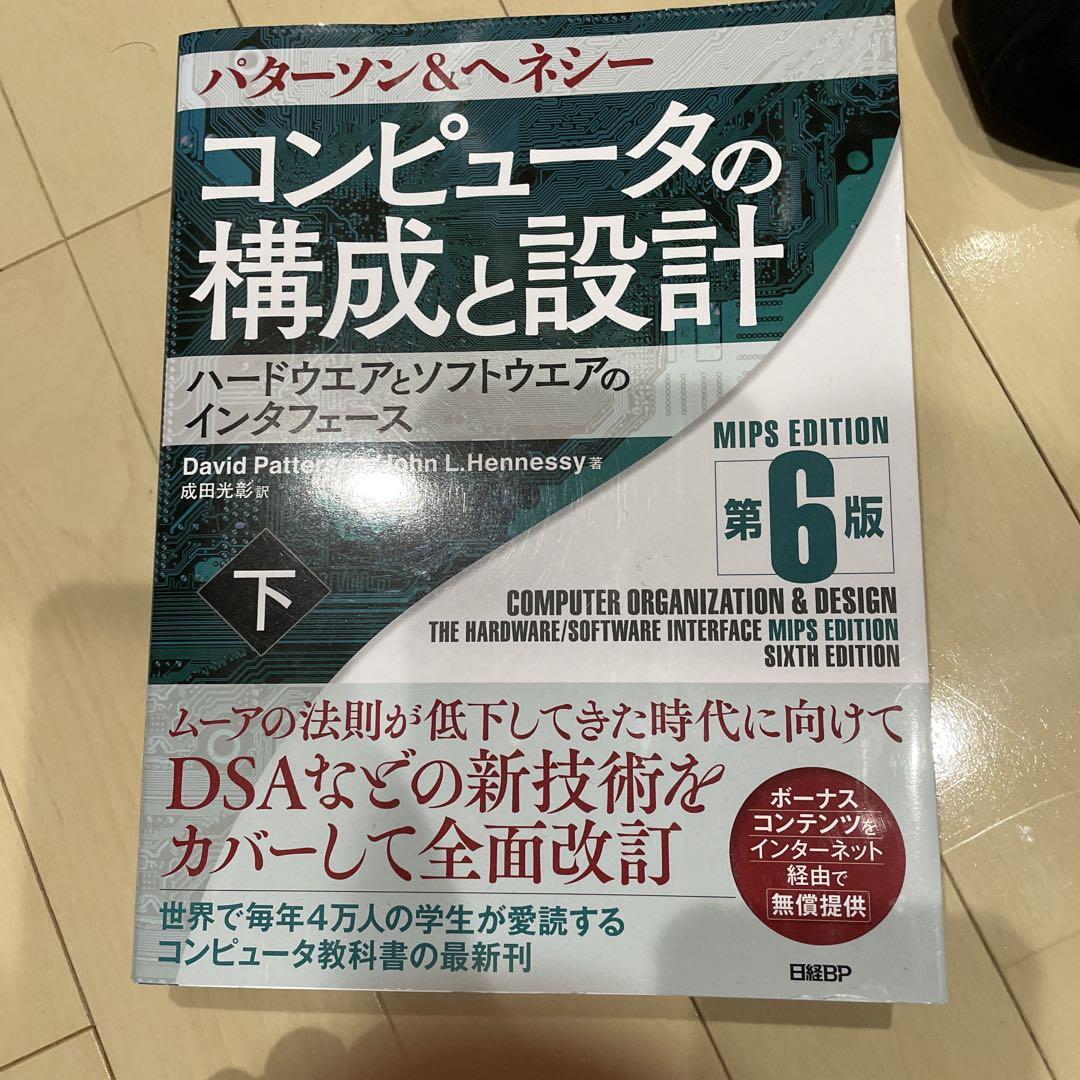 パターソン&ヘネシー
コンピュータの
構成と設計
ハードウエアとソフトウエアの
インタフェース
David John L.Hennessy 著
成田光彰 訳
下
MIPS EDITION
第6版
COMPUTER ORGANIZATION & DESIGN
THE HARDWARE/SOFTWARE INTERFACE MIPS EDITION
SIXTH EDITION
ムーアの法則が低下してきた時代に向けて
DSAなどの新技術を
カバーして全面改訂
世界で毎年4万人の学生が愛読する
コンピュータ教科書の最新刊
ボーナス
コンテンツを
インターネット
経由で
無償提供
日経BP